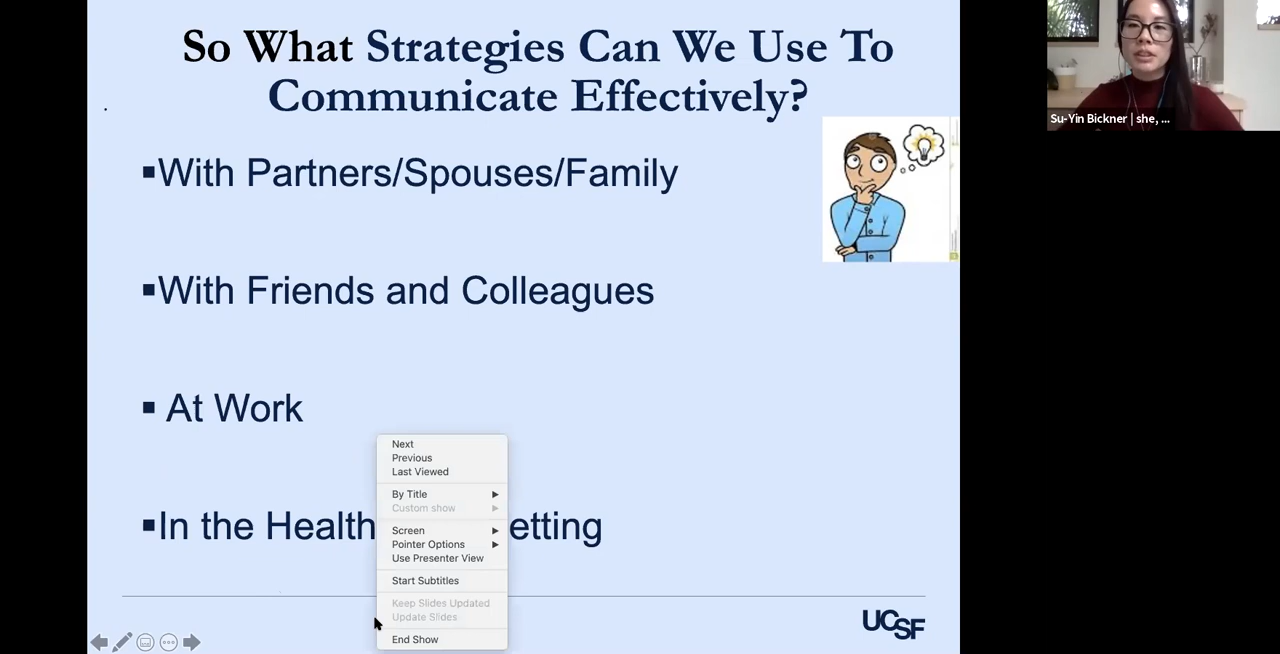 So What Strategies Can We Use To
Communicate Effectively?
▪With Partners/Spouses/Family
▪With Friends and Colleagues
▪ At Work
▪In the Health etting
Next
Previous
Last Viewed
By Title
Custom show
Screen
Pointer Options
Use Presenter View
Start Subtitles
Keep Slides Updated
Update Slides
End Show
UCSF
Su-Yin Bickner | she, ...